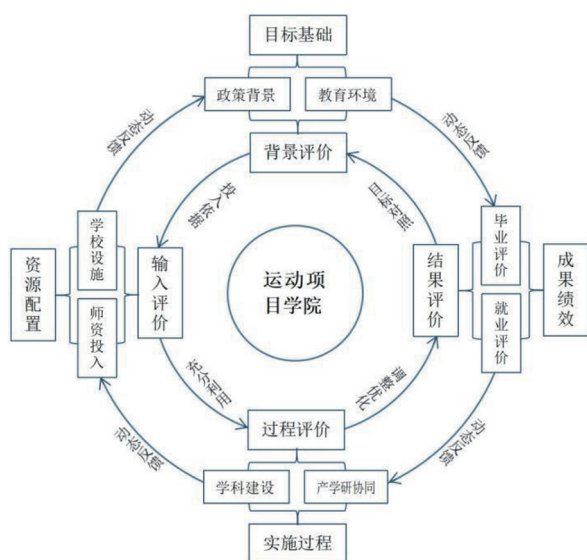 目标基础
政策背景
教育环境
背景评价
动态反馈
动态反馈
投入依据
目标对照
学校设施
师资投入
资源配置
输入评价
运动项
目学院
结果评价
毕业评价
就业评价
成果绩效
充分利用
调整优化
过程评价
动态反馈
动态反馈
学科建设
产学研协同
实施过程